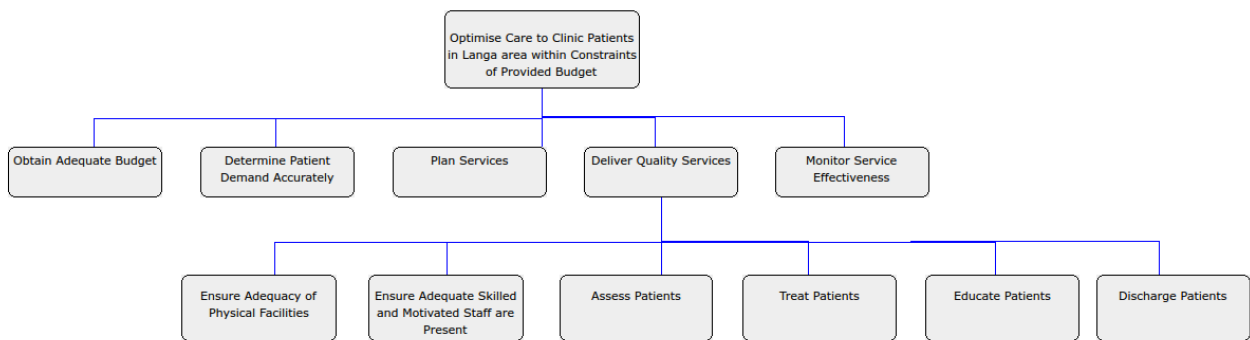 Optimise Care to Clinic Patients
in Langa area within Constraints
of Provided Budget
Obtain Adequate Budget
Determine Patient
Demand Accurately
Plan Services
Deliver Quality Services
Monitor Service
Effectiveness
Ensure Adequacy of
Physical Facilities
Ensure Adequate Skilled
and Motivated Staff are
Present
Assess Patients
Treat Patients
Educate Patients
Discharge Patients